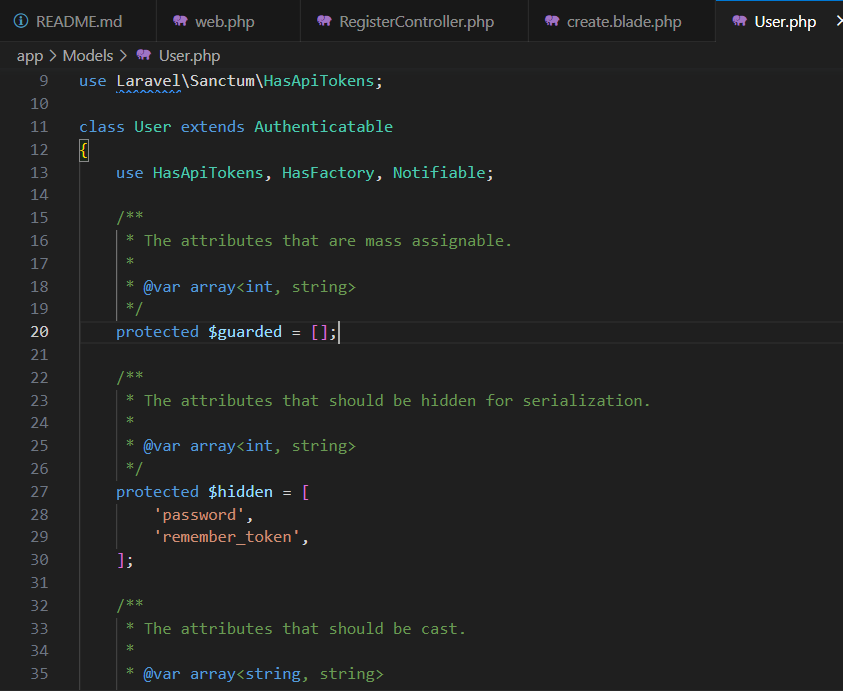 README.md web.php RegisterController.php create.blade.php User.php
app > Models > User.php
9 use Laravel\Sanctum\HasApiTokens;
10
11 class User extends Authenticatable
12 {
13 use HasApiTokens, HasFactory, Notifiable;
14
15 /**
16 * The attributes that are mass assignable.
17 *
18 * @var array<int, string>
19 */
20 protected $guarded = [];
21
22 /**
23 * The attributes that should be hidden for serialization.
24 *
25 * @var array<int, string>
26 */
27 protected $hidden = [
28 'password',
29 'remember_token',
30 ];
31
32 /**
33 * The attributes that should be cast.
34 *
35 * @var array<string, string>